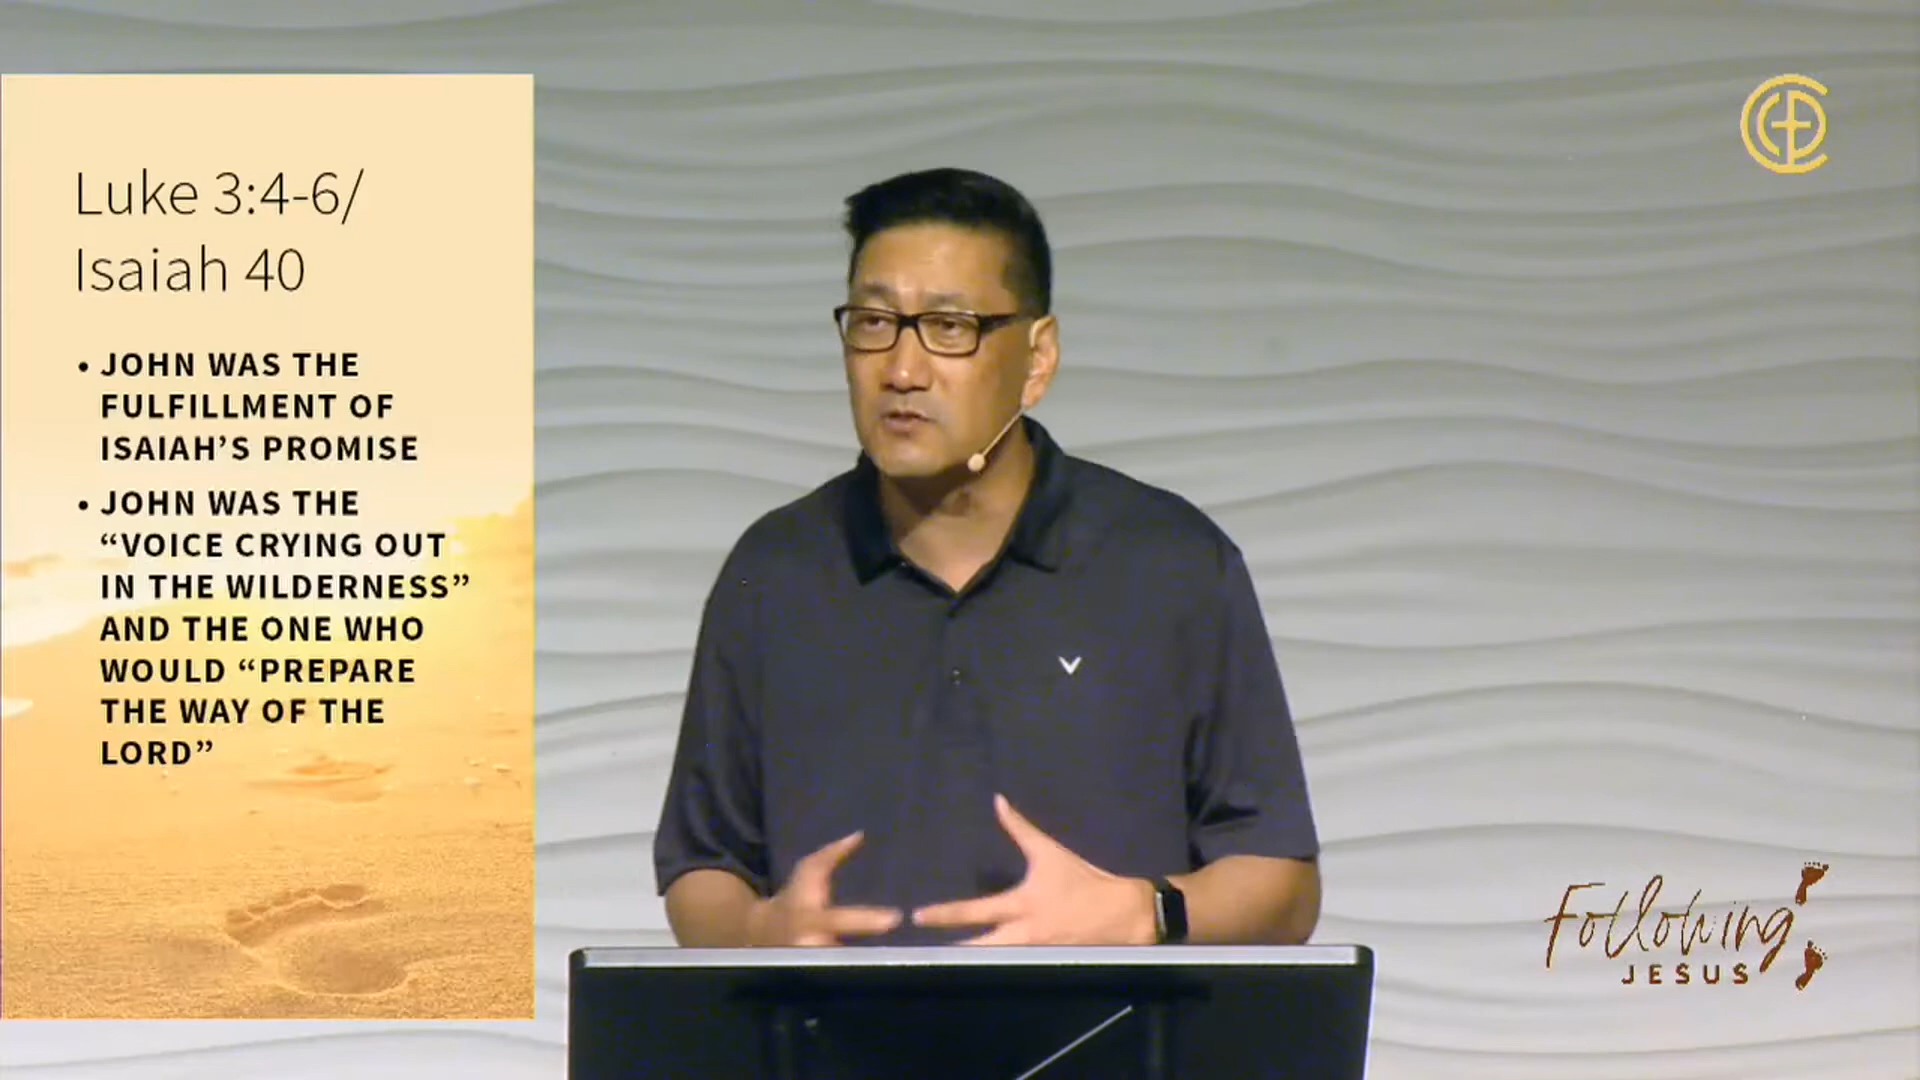 Luke 3:4-6/
Isaiah 40
• JOHN WAS THE
FULFILLMENT OF
ISAIAH’S PROMISE
• JOHN WAS THE
“VOICE CRYING OUT
IN THE WILDERNESS”
AND THE ONE WHO
WOULD “PREPARE
THE WAY OF THE
LORD”
Following
JESUS